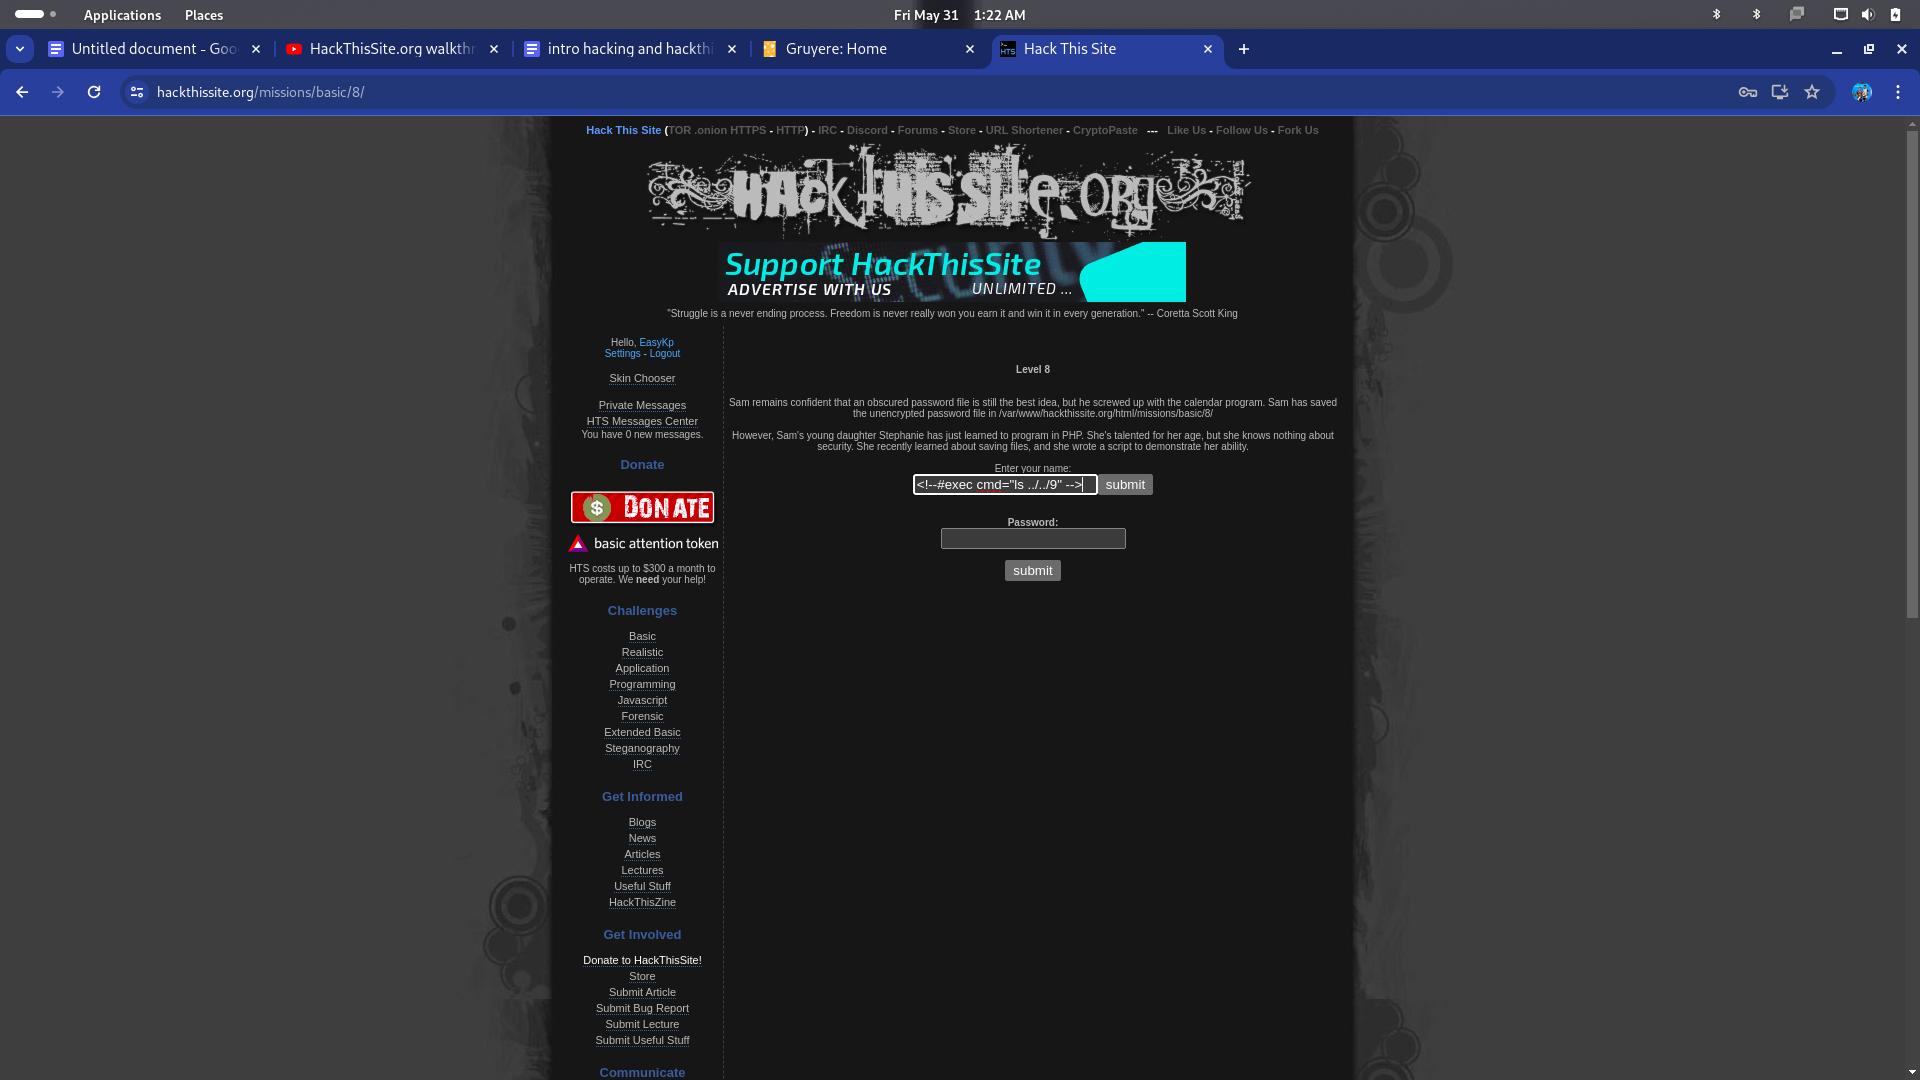 Applications Places Fri May 31 1:22 AM
Untitled document - Goo HackThisSite.org walkthr intro hacking and hackthi Gruyere: Home Hack This Site
hackthissite.org/missions/basic/8/
Hack This Site (TOR .onion HTTPS - HTTP) - IRC - Discord - Forums - Store - URL Shortener - CryptoPaste --- Like Us - Follow Us - Fork Us
HackThisSite.org
Support HackThisSite
ADVERTISE WITH US UNLIMITED ...
"Struggle is a never ending process. Freedom is never really won you earn it and win it in every generation." -- Coretta Scott King
Hello, EasyKp
Settings - Logout
Skin Chooser
Private Messages
HTS Messages Center
You have 0 new messages.
Donate
$ DONATE
basic attention token
HTS costs up to $300 a month to
operate. We need your help!
Challenges
Basic
Realistic
Application
Programming
Javascript
Forensic
Extended Basic
Steganography
IRC
Get Informed
Blogs
News
Articles
Lectures
Useful Stuff
HackThisZine
Get Involved
Donate to HackThisSite!
Store
Submit Article
Submit Bug Report
Submit Lecture
Submit Useful Stuff
Communicate
Level 8
Sam remains confident that an obscured password file is still the best idea, but he screwed up with the calendar program. Sam has saved
the unencrypted password file in /var/www/hackthissite.org/html/missions/basic/8/
However, Sam's young daughter Stephanie has just learned to program in PHP. She's talented for her age, but she knows nothing about
security. She recently learned about saving files, and she wrote a script to demonstrate her ability.
Enter your name:
<!--#exec cmd="ls ../../9" --> submit
Password:
submit